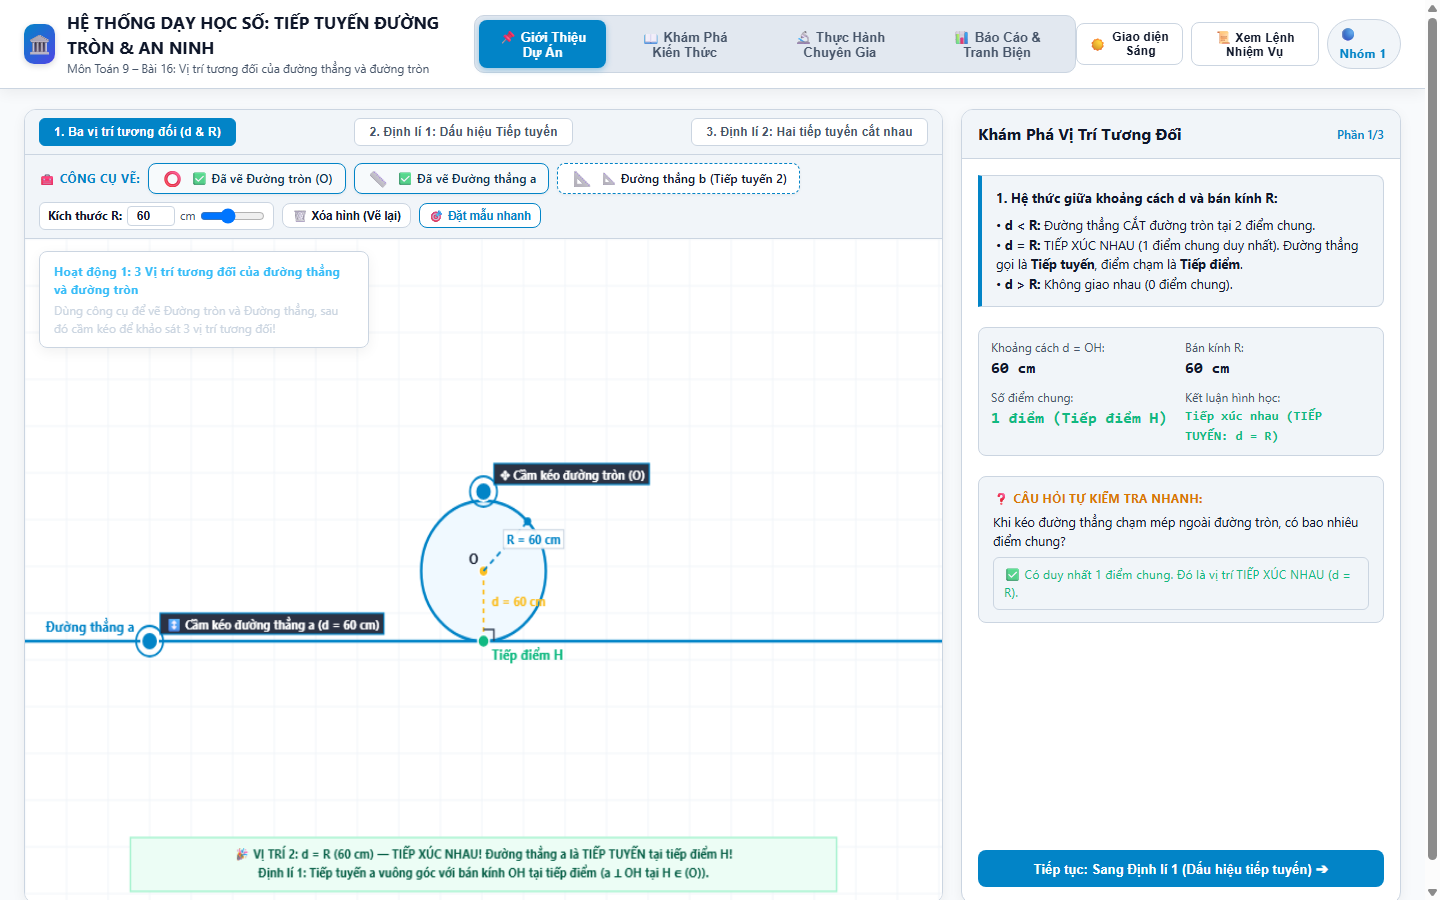 HỆ THỐNG DẠY HỌC SỐ: TIẾP TUYẾN ĐƯỜNG
TRÒN & AN NINH
Môn Toán 9 – Bài 16: Vị trí tương đối của đường thẳng và đường tròn
Giới Thiệu
Dự Án
Khám Phá
Kiến Thức
Thực Hành
Chuyên Gia
Báo Cáo &
Tranh Biện
Giao diện
Sáng
Xem Lệnh
Nhiệm Vụ
Nhóm 1
1. Ba vị trí tương đối (d & R)
2. Định lí 1: Dấu hiệu Tiếp tuyến
3. Định lí 2: Hai tiếp tuyến cắt nhau
CÔNG CỤ VẼ:
Đã vẽ Đường tròn (O)
Đã vẽ Đường thẳng a
Đường thẳng b (Tiếp tuyến 2)
Kích thước R: 60 cm
Xóa hình (Vẽ lại)
Đặt mẫu nhanh
Hoạt động 1: 3 Vị trí tương đối của đường thẳng
và đường tròn
Dùng công cụ để vẽ Đường tròn và Đường thẳng, sau
đó cầm kéo để khảo sát 3 vị trí tương đối!
✥ Cầm kéo đường tròn (O)
R = 60 cm
O
d = 60 cm
Đường thẳng a
Cầm kéo đường thẳng a (d = 60 cm)
Tiếp điểm H
VỊ TRÍ 2: d = R (60 cm) — TIẾP XÚC NHAU! Đường thẳng a là TIẾP TUYẾN tại tiếp điểm H!
Định lí 1: Tiếp tuyến a vuông góc với bán kính OH tại tiếp điểm (a ⊥ OH tại H ∈ (O)).
Khám Phá Vị Trí Tương Đối
Phần 1/3
1. Hệ thức giữa khoảng cách d và bán kính R:
• d < R: Đường thẳng CẮT đường tròn tại 2 điểm chung.
• d = R: TIẾP XÚC NHAU (1 điểm chung duy nhất). Đường thẳng
gọi là Tiếp tuyến, điểm chạm là Tiếp điểm.
• d > R: Không giao nhau (0 điểm chung).
Khoảng cách d = OH:
60 cm
Bán kính R:
60 cm
Số điểm chung:
1 điểm (Tiếp điểm H)
Kết luận hình học:
Tiếp xúc nhau (TIẾP
TUYẾN: d = R)
❓ CÂU HỎI TỰ KIỂM TRA NHANH:
Khi kéo đường thẳng chạm mép ngoài đường tròn, có bao nhiêu
điểm chung?
✅ Có duy nhất 1 điểm chung. Đó là vị trí TIẾP XÚC NHAU (d =
R).
Tiếp tục: Sang Định lí 1 (Dấu hiệu tiếp tuyến) ➔